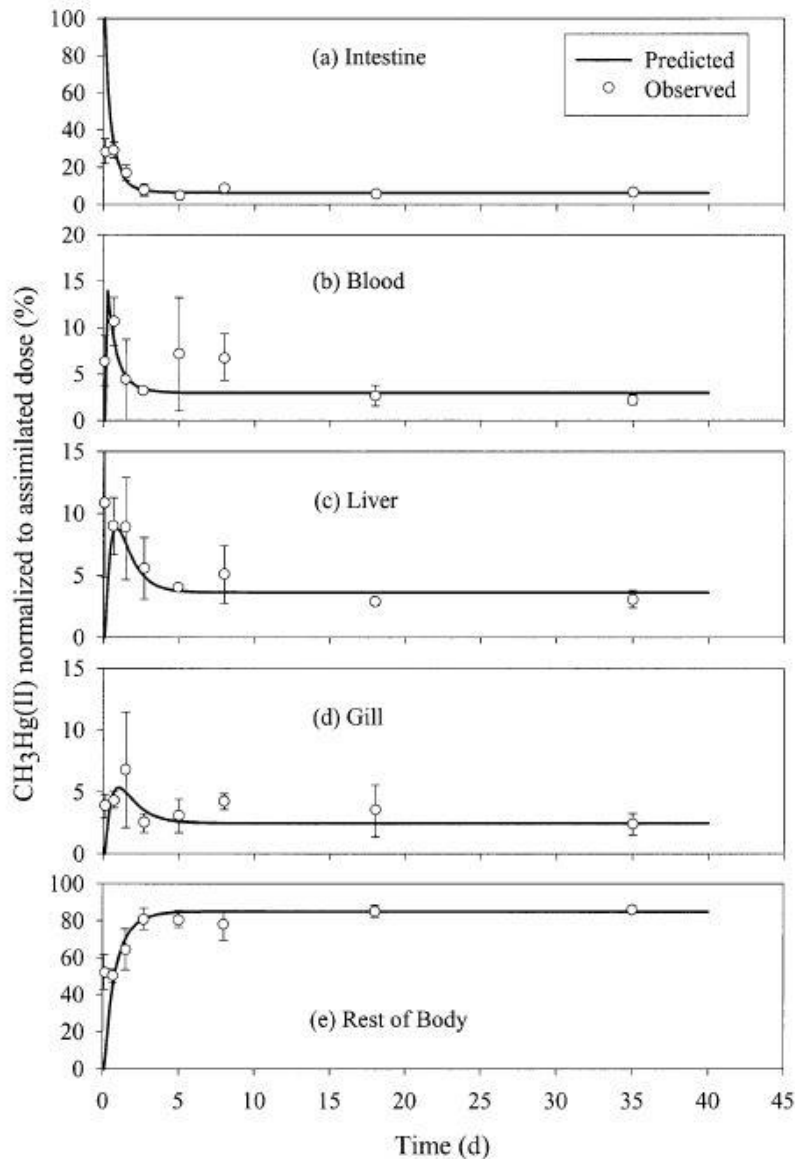 100
80
60
40
20
0
(a) Intestine
Predicted
Observed
20
15
10
5
0
(b) Blood
15
10
5
0
(c) Liver
15
10
5
0
(d) Gill
100
80
60
40
20
0
(e) Rest of Body
0 5 10 15 20 25 30 35 40 45
Time (d)
CH3Hg(II) normalized to assimilated dose (%)